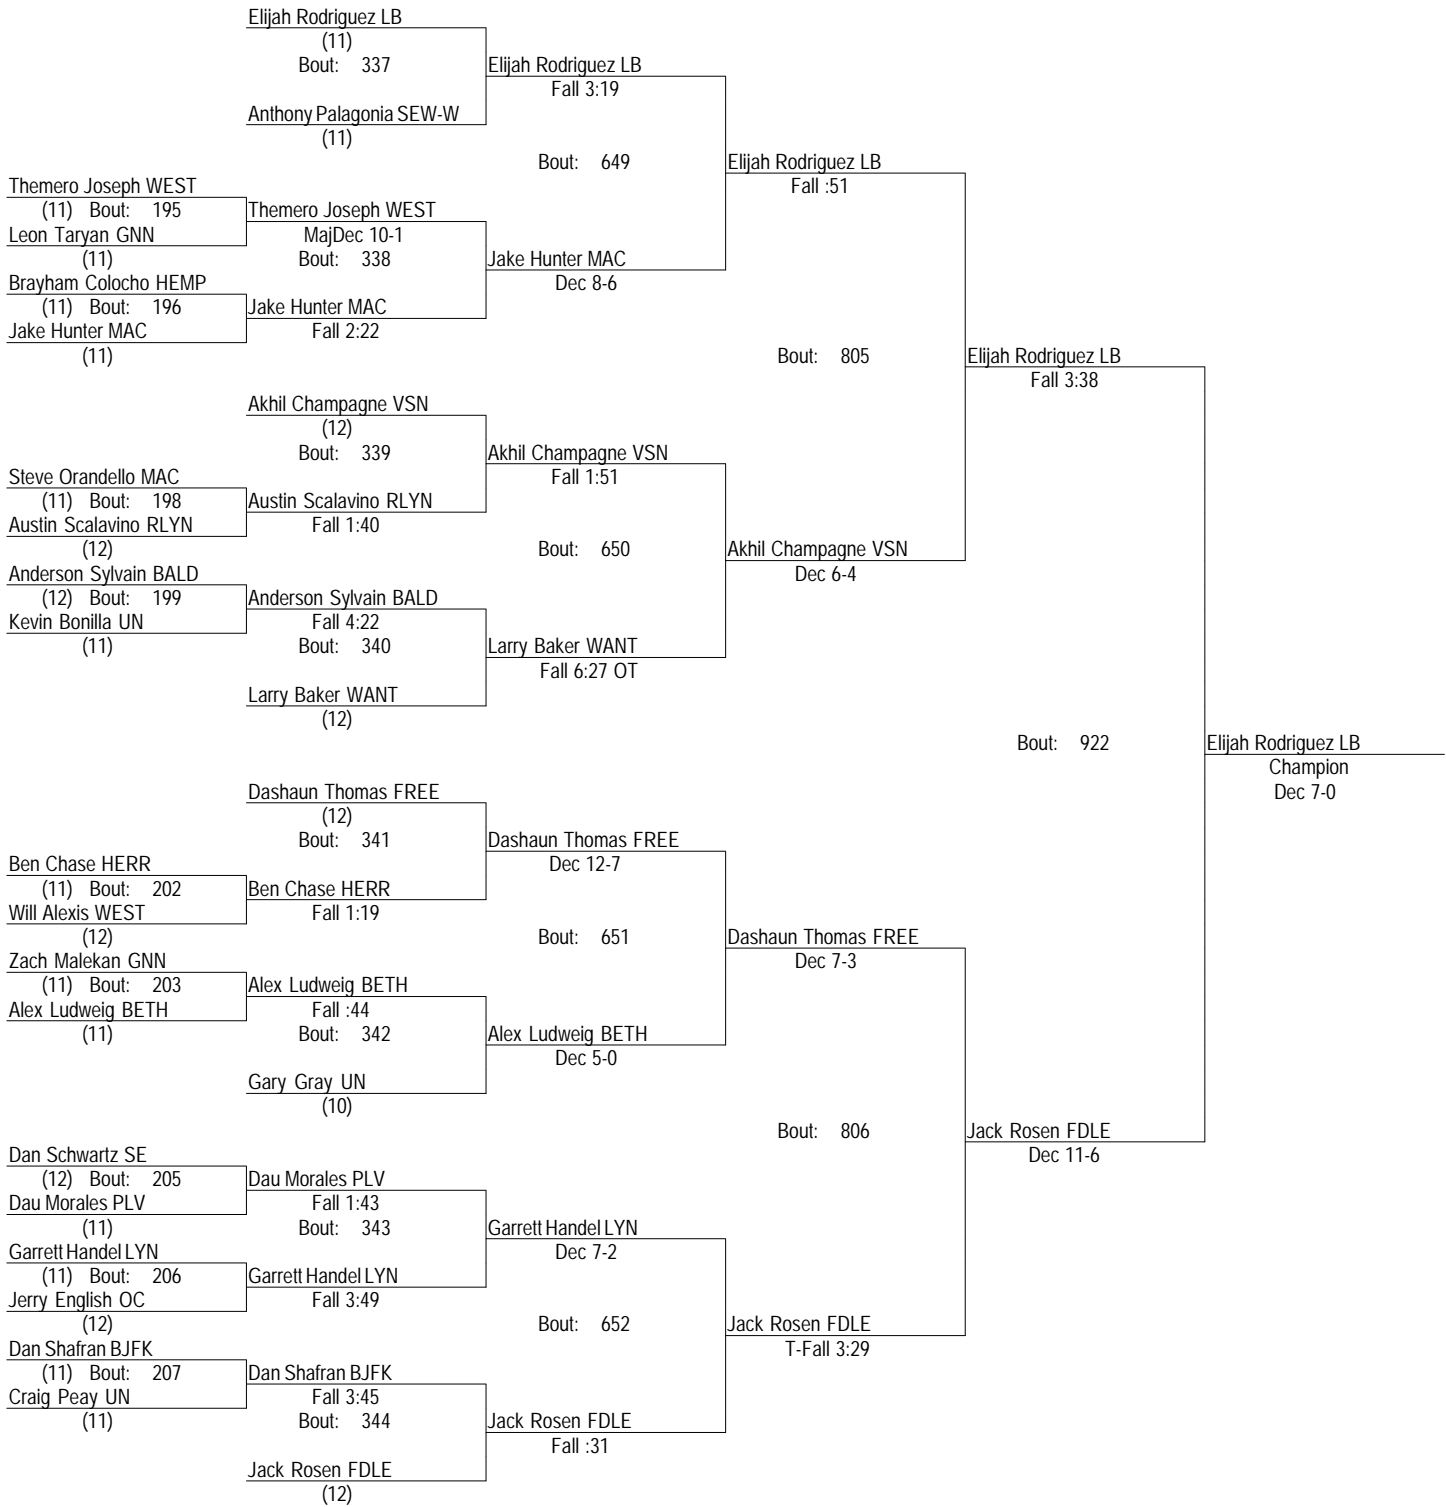 Elijah Rodriguez LB
(11)
Bout: 337
Elijah Rodriguez LB
Fall 3:19
Anthony Palagonia SEW-W
(11)
Bout: 649
Elijah Rodriguez LB
Fall :51
Themero Joseph WEST
(11) Bout: 195
Themero Joseph WEST
Leon Taryan GNN
MajDec 10-1
(11)
Bout: 338
Jake Hunter MAC
Dec 8-6
Brayham Colocho HEMP
(11) Bout: 196
Jake Hunter MAC
Jake Hunter MAC
Fall 2:22
(11)
Bout: 805
Elijah Rodriguez LB
Fall 3:38
Akhil Champagne VSN
(12)
Bout: 339
Akhil Champagne VSN
Fall 1:51
Steve Orandello MAC
(11) Bout: 198
Austin Scalavino RLYN
Austin Scalavino RLYN
Fall 1:40
(12)
Bout: 650
Akhil Champagne VSN
Dec 6-4
Anderson Sylvain BALD
(12) Bout: 199
Anderson Sylvain BALD
Kevin Bonilla UN
Fall 4:22
(11)
Bout: 340
Larry Baker WANT
Fall 6:27 OT
Larry Baker WANT
(12)
Bout: 922
Elijah Rodriguez LB
Champion
Dec 7-0
Dashaun Thomas FREE
(12)
Bout: 341
Dashaun Thomas FREE
Dec 12-7
Ben Chase HERR
(11) Bout: 202
Ben Chase HERR
Will Alexis WEST
Fall 1:19
(12)
Bout: 651
Dashaun Thomas FREE
Dec 7-3
Zach Malekan GNN
(11) Bout: 203
Alex Ludweig BETH
Alex Ludweig BETH
Fall :44
(11)
Bout: 342
Alex Ludweig BETH
Dec 5-0
Gary Gray UN
(10)
Bout: 806
Jack Rosen FDLE
Dec 11-6
Dan Schwartz SE
(12) Bout: 205
Dau Morales PLV
Dau Morales PLV
Fall 1:43
(11)
Bout: 343
Garrett Handel LYN
Dec 7-2
Garrett Handel LYN
(11) Bout: 206
Garrett Handel LYN
Jerry English OC
Fall 3:49
(12)
Bout: 652
Jack Rosen FDLE
T-Fall 3:29
Dan Shafran BJFK
(11) Bout: 207
Dan Shafran BJFK
Craig Peay UN
Fall 3:45
(11)
Bout: 344
Jack Rosen FDLE
Fall :31
Jack Rosen FDLE
(12)